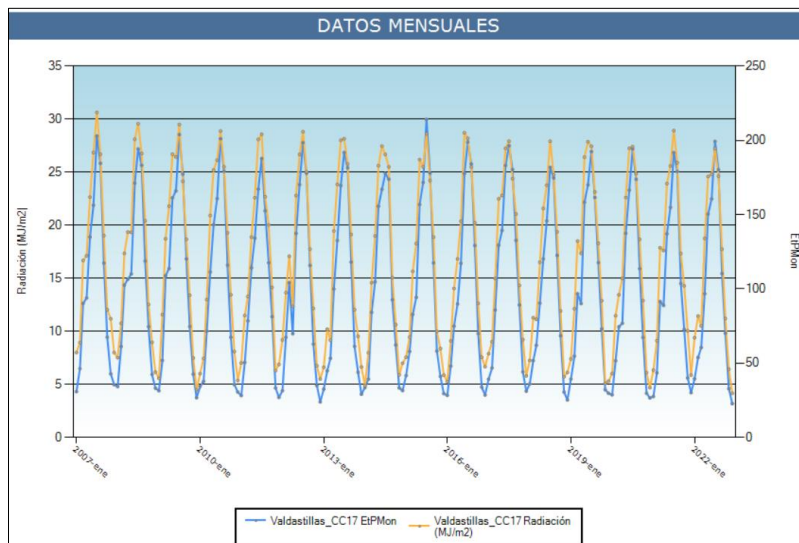 DATOS MENSUALES
35
30
25
20
15
10
5
0
Radiación (MJ/m2)
250
200
150
100
50
0
EtPMon
2007-ene
2010-ene
2013-ene
2016-ene
2019-ene
2022-ene
Valdastillas_CC17 EtPMon
Valdastillas_CC17 Radiación
(MJ/m2)